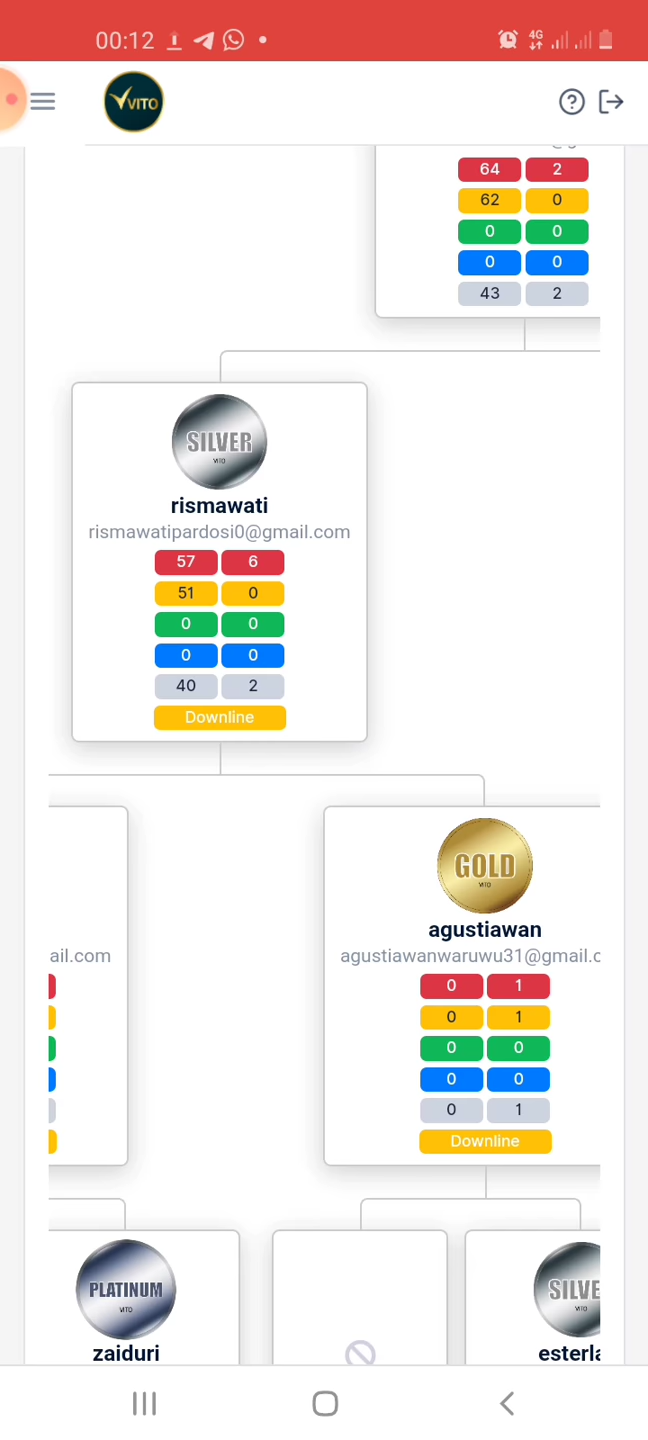 00:12
4G
VITO
64 2
62 0
0 0
0 0
43 2
SILVER
VITO
rismawati
rismawatipardosi0@gmail.com
57 6
51 0
0 0
0 0
40 2
Downline
GOLD
VITO
agustiawan
ail.com
agustiawanwaruwu31@gmail.c
0 1
0 1
0 0
0 0
0 1
Downline
PLATINUM
VITO
zaiduri
SILVE
VITO
esterla